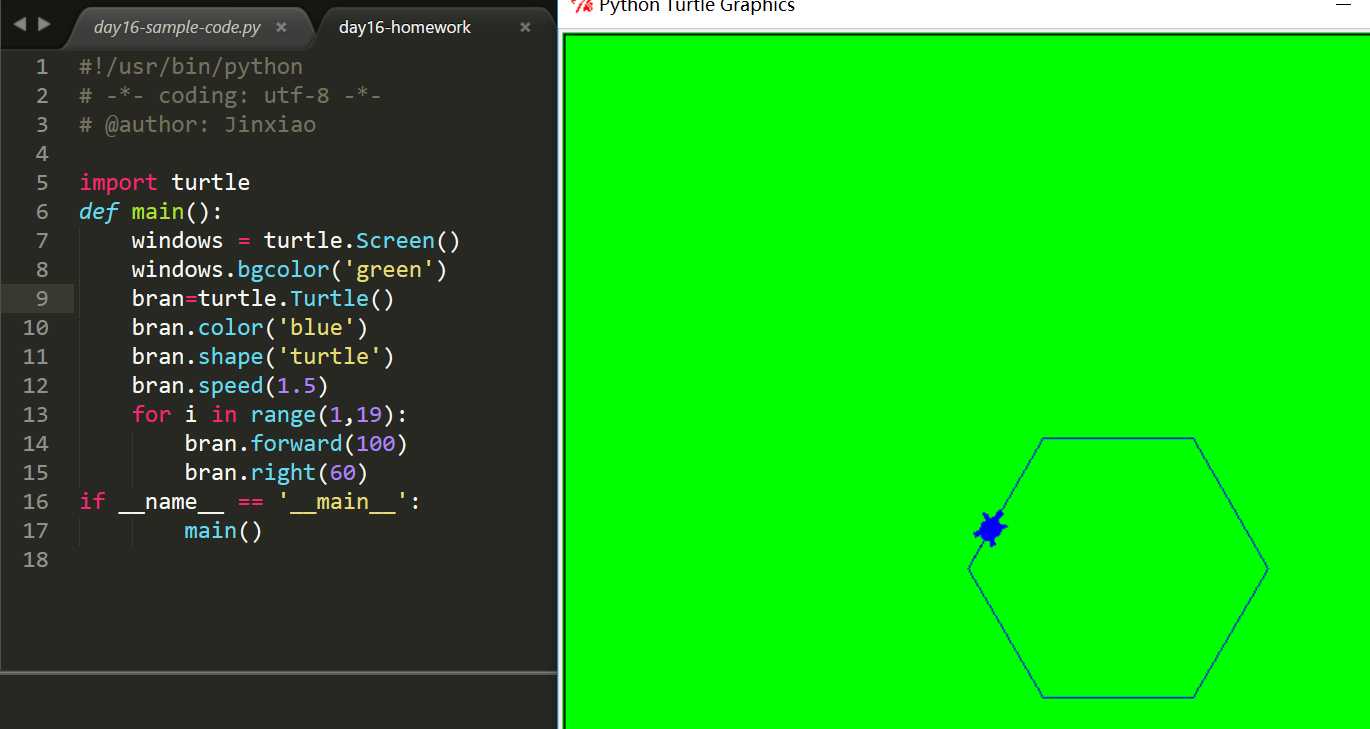 day16-sample-code.py ×
day16-homework ×
Python Turtle Graphics
1 #!/usr/bin/python
2 # -*- coding: utf-8 -*-
3 # @author: Jinxiao
4
5 import turtle
6 def main():
7     windows = turtle.Screen()
8     windows.bgcolor('green')
9     bran=turtle.Turtle()
10     bran.color('blue')
11     bran.shape('turtle')
12     bran.speed(1.5)
13     for i in range(1,19):
14         bran.forward(100)
15         bran.right(60)
16 if __name__ == '__main__':
17         main()
18